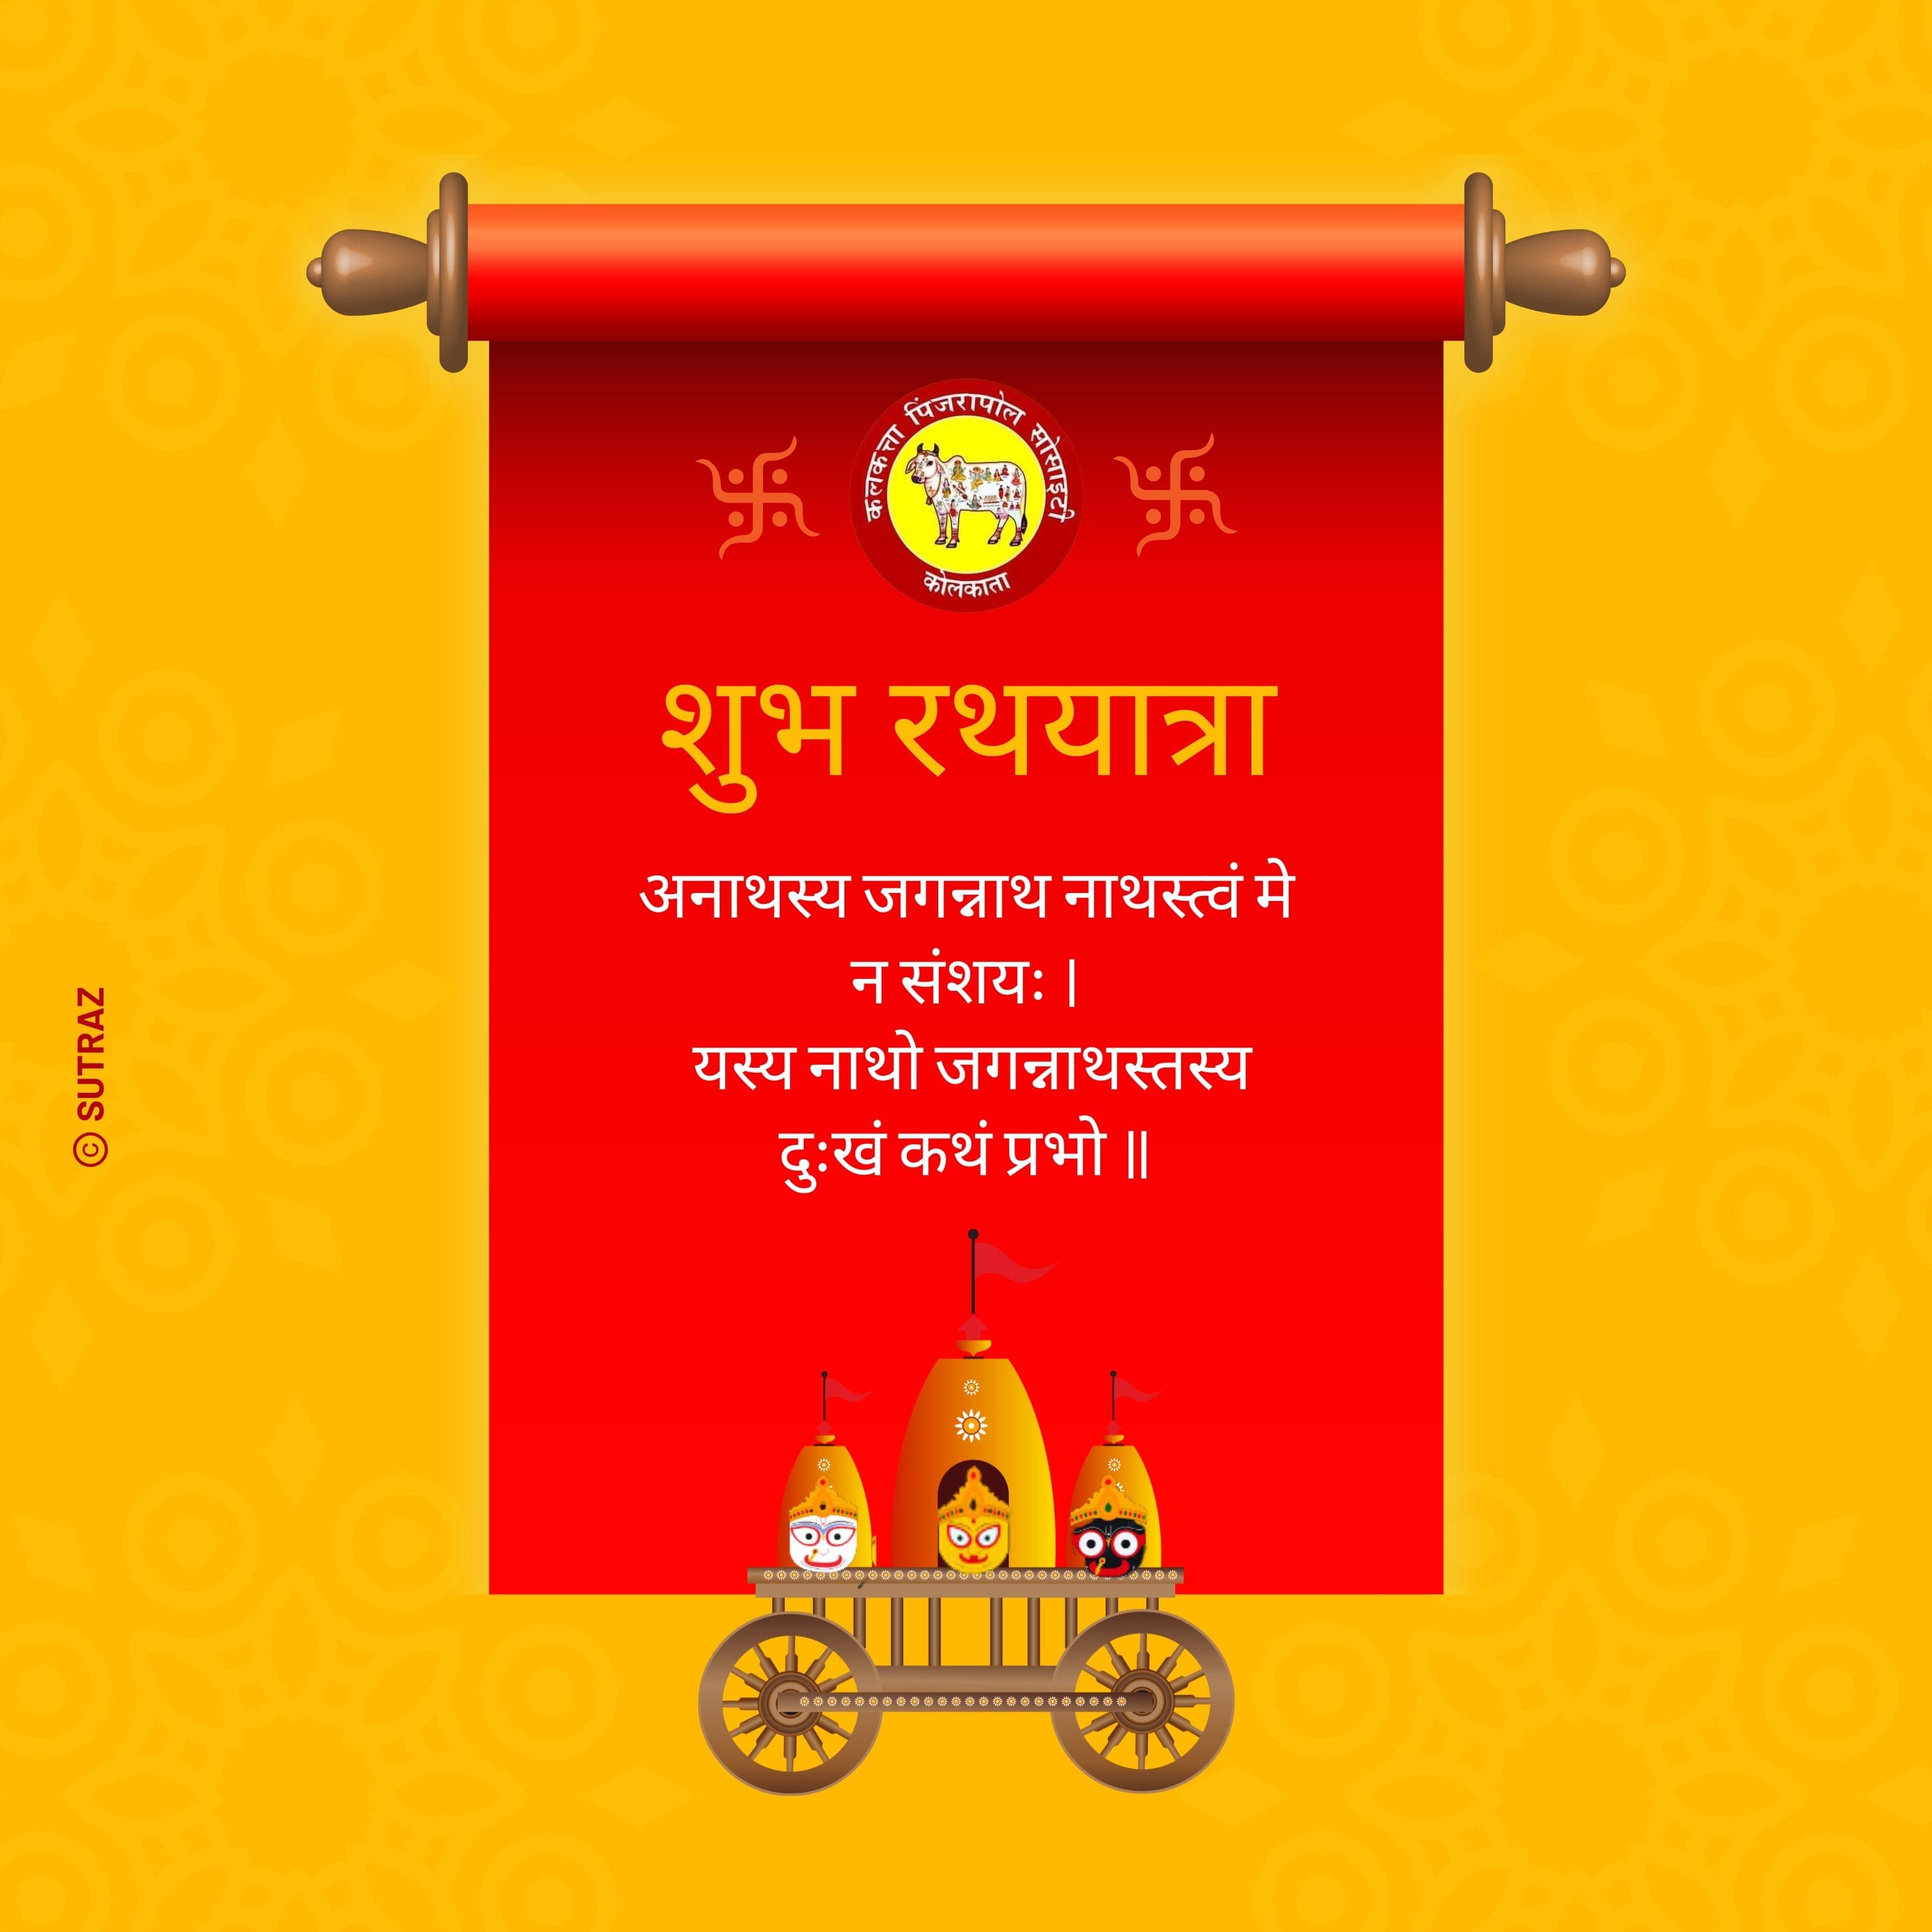 कलकत्ता पिंजरापोल सोसाइटी
कोलकाता
शुभ रथयात्रा
अनाथस्य जगन्नाथ नाथस्त्वं मे
न संशयः |
यस्य नाथो जगन्नाथस्तस्य
दुःखं कथं प्रभो ||
© SUTRAZ